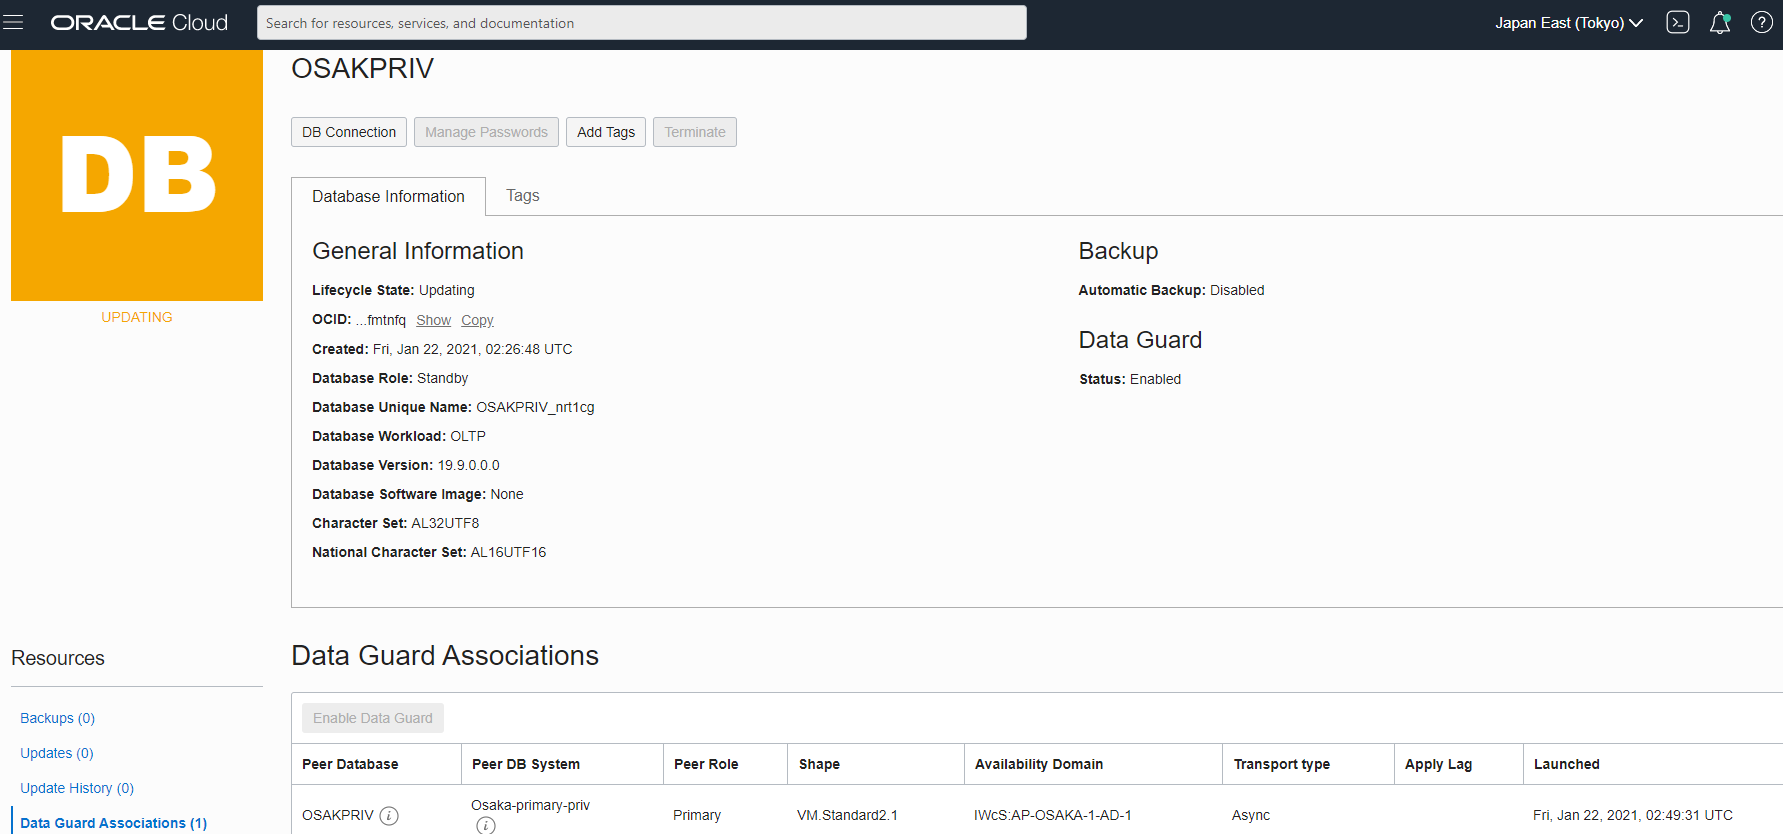 ORACLE Cloud
Search for resources, services, and documentation
Japan East (Tokyo)
DB
UPDATING
OSAKPRIV
DB Connection
Manage Passwords
Add Tags
Terminate
Database Information
Tags
General Information
Lifecycle State: Updating
OCID: ...fmtnfq Show Copy
Created: Fri, Jan 22, 2021, 02:26:48 UTC
Database Role: Standby
Database Unique Name: OSAKPRIV_nrt1cg
Database Workload: OLTP
Database Version: 19.9.0.0.0
Database Software Image: None
Character Set: AL32UTF8
National Character Set: AL16UTF16
Backup
Automatic Backup: Disabled
Data Guard
Status: Enabled
Resources
Backups (0)
Updates (0)
Update History (0)
Data Guard Associations (1)
Data Guard Associations
Enable Data Guard
Peer Database Peer DB System Peer Role Shape Availability Domain Transport type Apply Lag Launched
OSAKPRIV Osaka-primary-priv Primary VM.Standard2.1 IWcS:AP-OSAKA-1-AD-1 Async Fri, Jan 22, 2021, 02:49:31 UTC